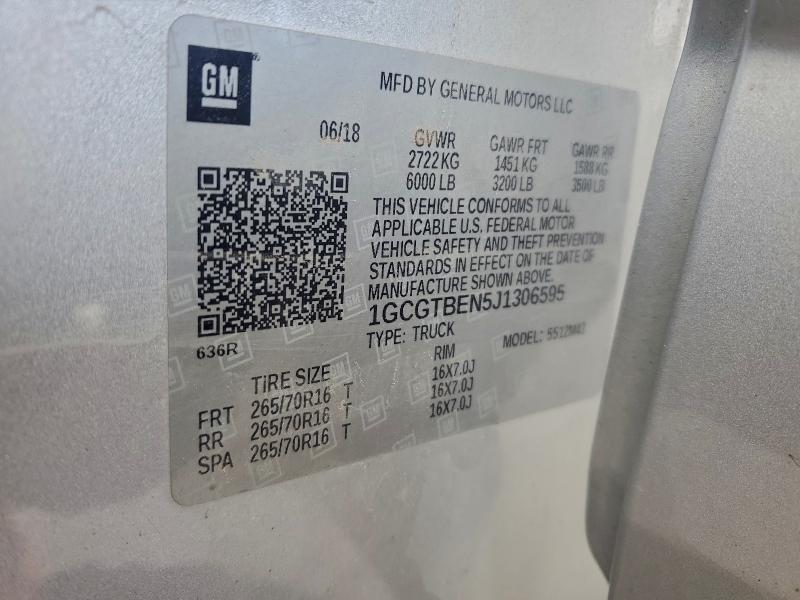 GM
MFD BY GENERAL MOTORS LLC
06/18 GVWR GAWR FRT GAWR RR
2722 KG 1451 KG 1588 KG
6000 LB 3200 LB 3500 LB
THIS VEHICLE CONFORMS TO ALL
APPLICABLE U.S. FEDERAL MOTOR
VEHICLE SAFETY AND THEFT PREVENTION
STANDARDS IN EFFECT ON THE DATE OF
MANUFACTURE SHOWN ABOVE.
1GCGTBEN5J1306595
TYPE: TRUCK MODEL:
636R
TIRE SIZE RIM
FRT 265/70R16 T 16X7.0J
RR 265/70R16 T 16X7.0J
SPA 265/70R16 T 16X7.0J